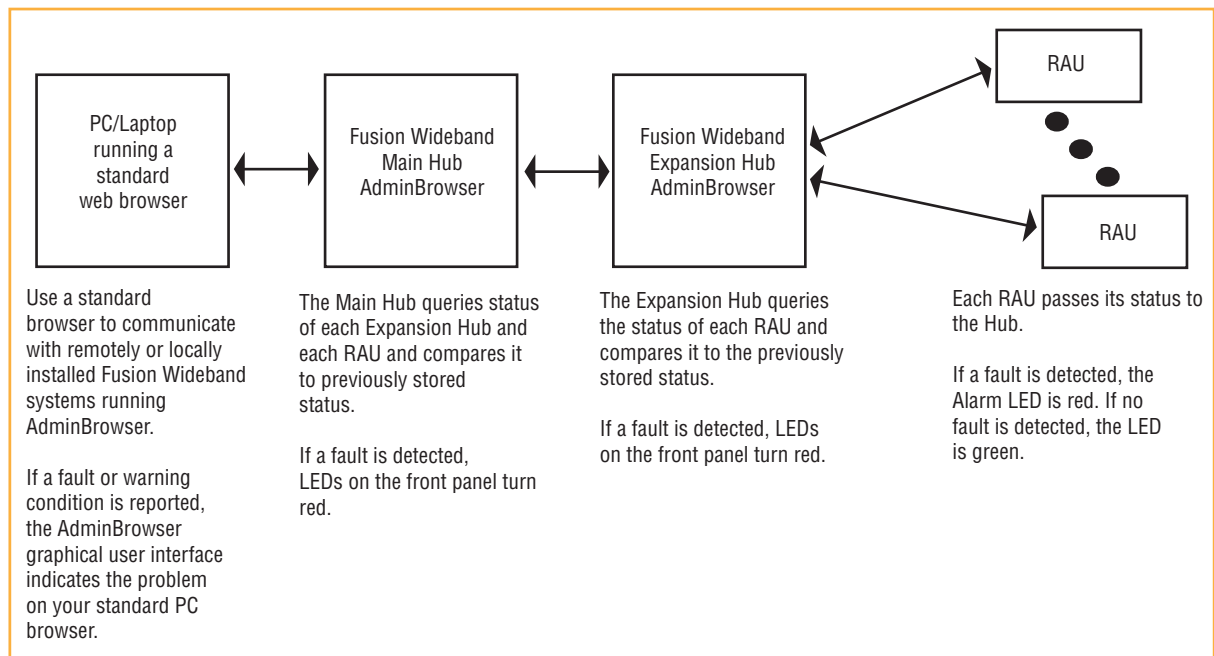 PC/Laptop
running a
standard
web browser
Fusion Wideband
Main Hub
AdminBrowser
Fusion Wideband
Expansion Hub
AdminBrowser
RAU
RAU
Use a standard
browser to communicate
with remotely or locally
installed Fusion Wideband
systems running
AdminBrowser.
If a fault or warning
condition is reported,
the AdminBrowser
graphical user interface
indicates the problem
on your standard PC
browser.
The Main Hub queries status
of each Expansion Hub and
each RAU and compares it
to previously stored
status.
If a fault is detected,
LEDs on the front panel turn
red.
The Expansion Hub queries
the status of each RAU and
compares it to the previously
stored status.
If a fault is detected, LEDs
on the front panel turn red.
Each RAU passes its status to
the Hub.
If a fault is detected, the
Alarm LED is red. If no
fault is detected, the LED
is green.